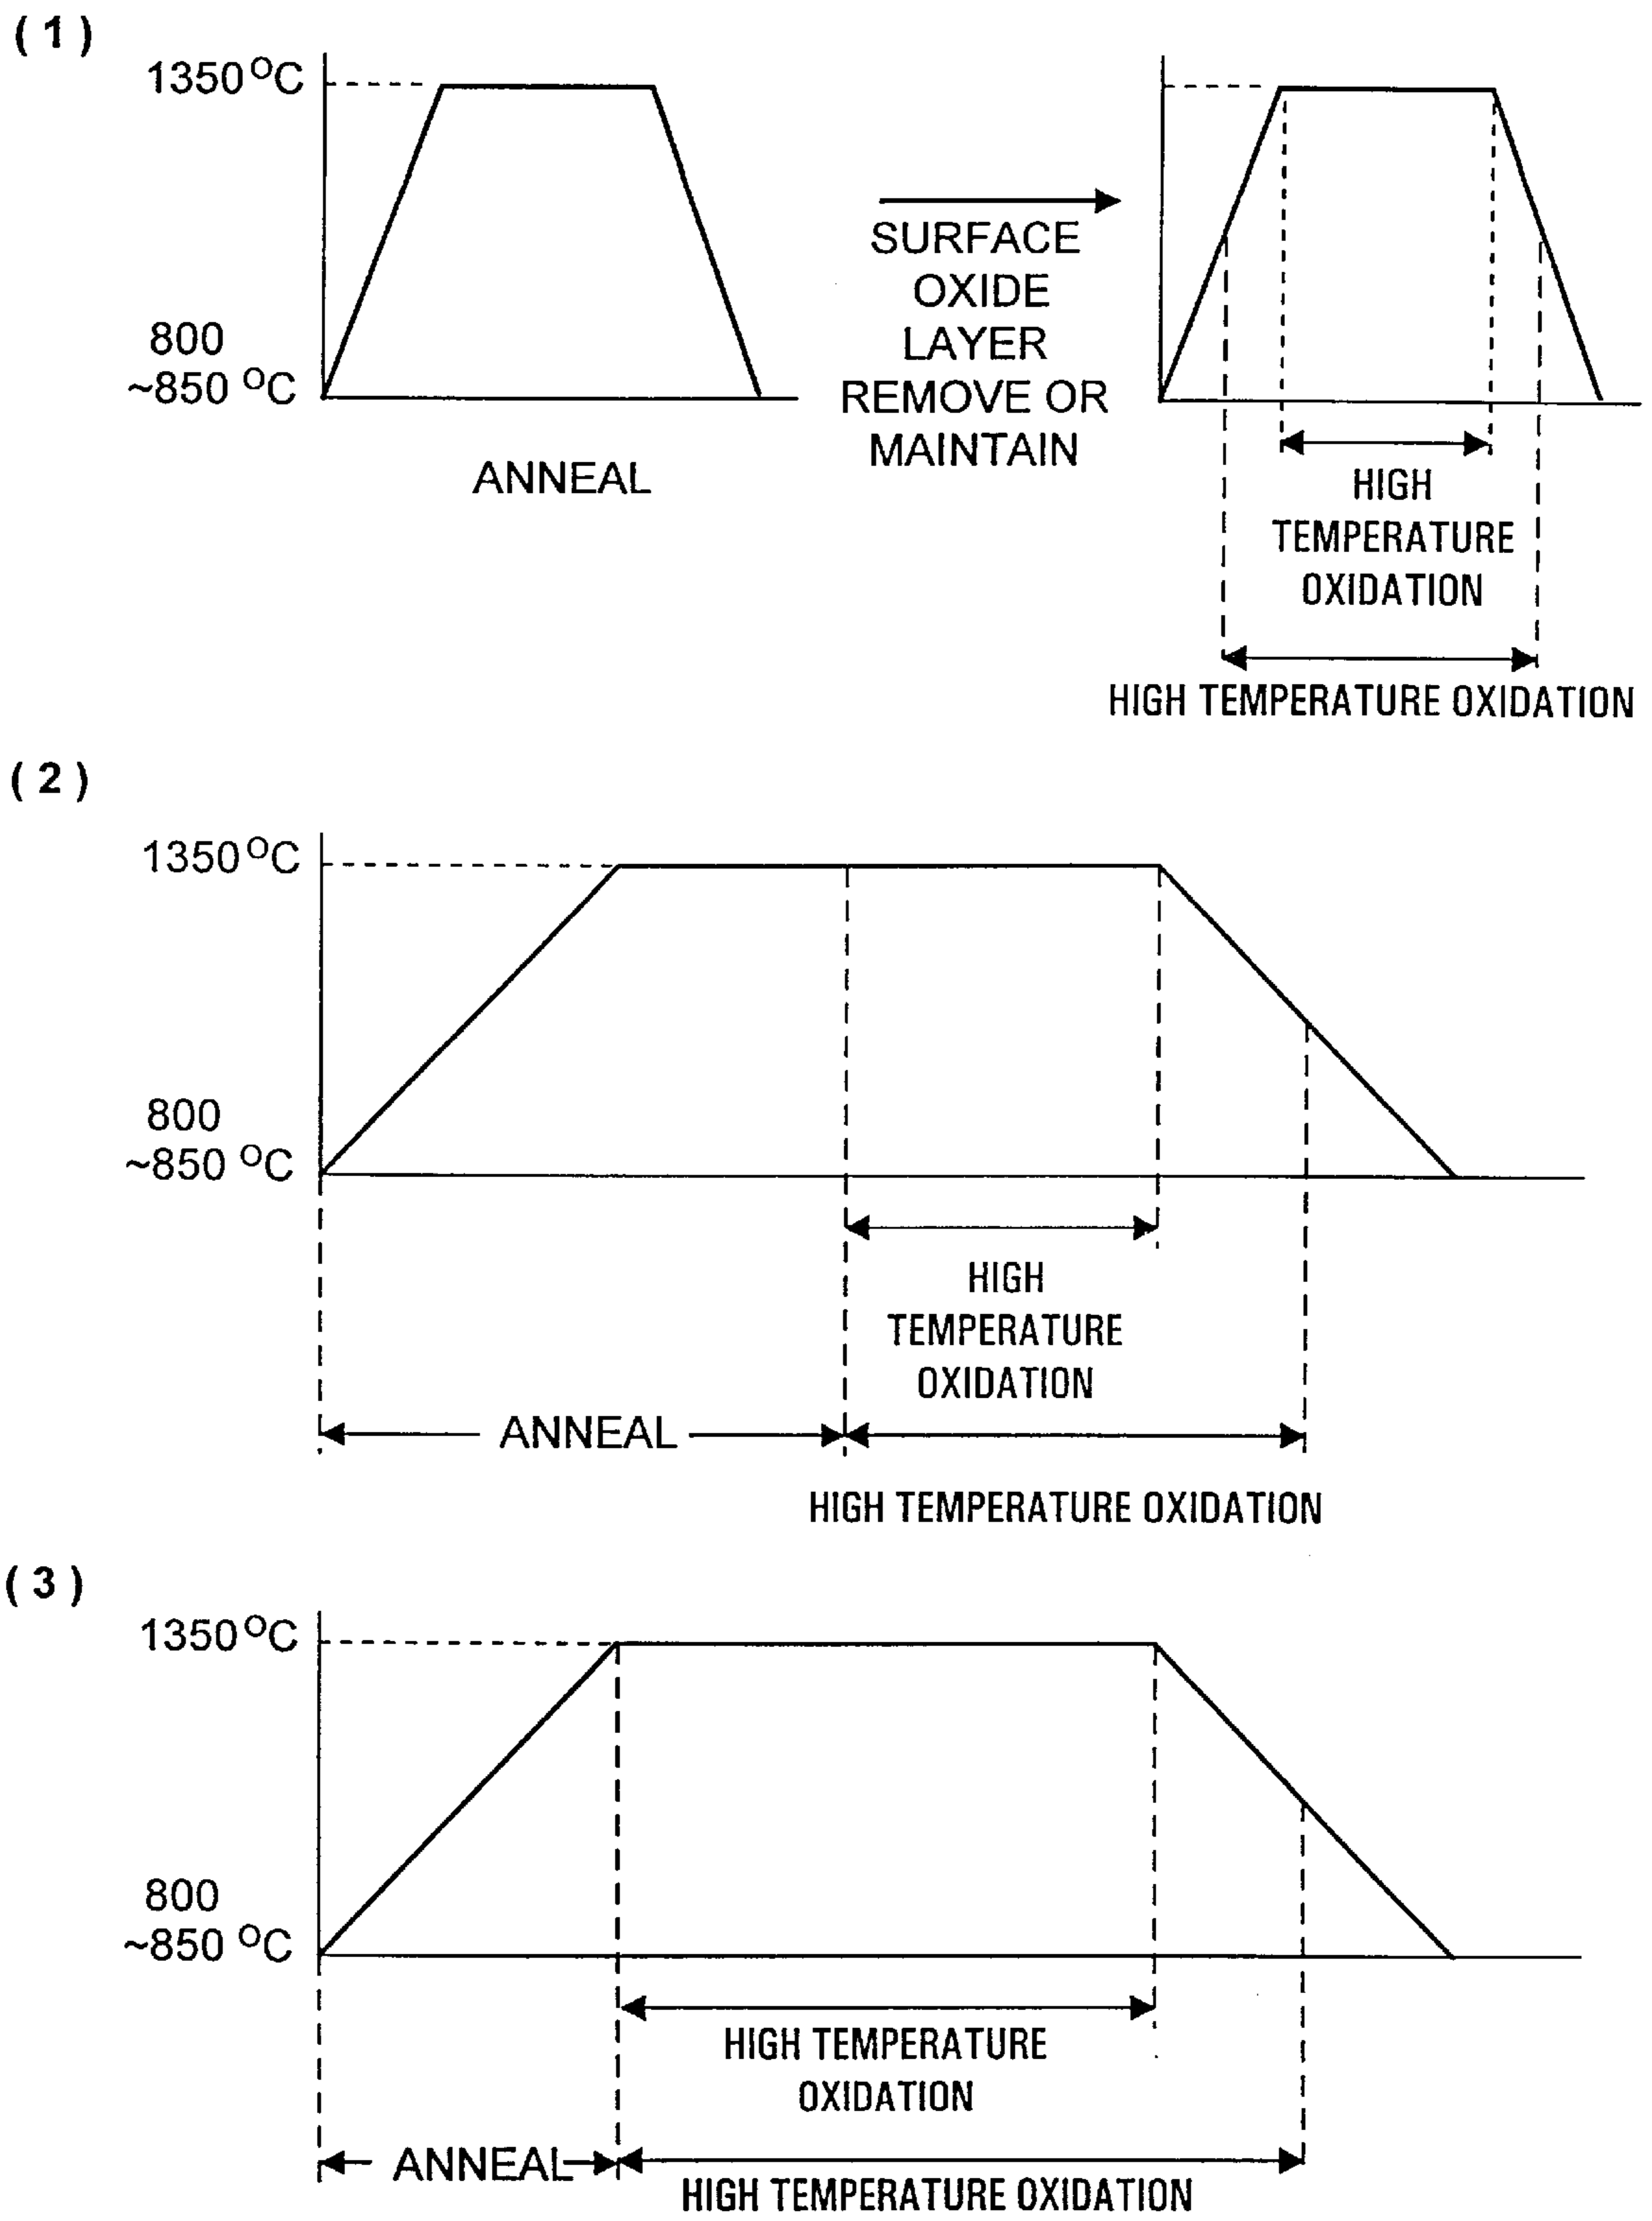 (1)
1350 °C
800
~850 °C
ANNEAL
SURFACE
OXIDE
LAYER
REMOVE OR
MAINTAIN
HIGH
TEMPERATURE
OXIDATION
HIGH TEMPERATURE OXIDATION
(2)
1350 °C
800
~850 °C
HIGH
TEMPERATURE
OXIDATION
ANNEAL
HIGH TEMPERATURE OXIDATION
(3)
1350 °C
800
~850 °C
HIGH TEMPERATURE
OXIDATION
ANNEAL
HIGH TEMPERATURE OXIDATION